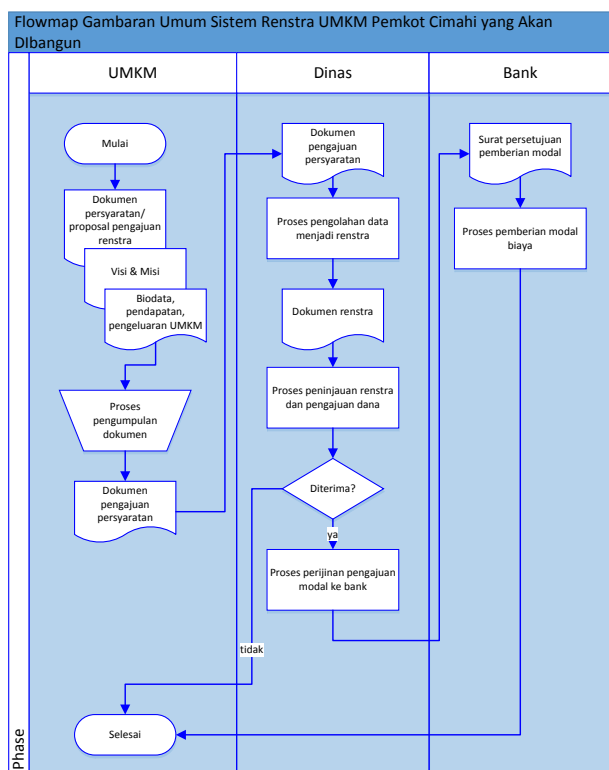 Flowmap Gambaran Umum Sistem Renstra UMKM Pemkot Cimahi yang Akan
DIbangun
UMKM
Dinas
Bank
Phase
Mulai
Dokumen
persyaratan/
proposal pengajuan
renstra
Visi & Misi
Biodata,
pendapatan,
pengeluaran UMKM
Proses
pengumpulan
dokumen
Dokumen
pengajuan
persyaratan
Dokumen
pengajuan
persyaratan
Proses pengolahan data
menjadi renstra
Dokumen renstra
Proses peninjauan renstra
dan pengajuan dana
Diterima?
ya
Proses perijinan pengajuan
modal ke bank
tidak
Surat persetujuan
pemberian modal
Proses pemberian modal
biaya
Selesai